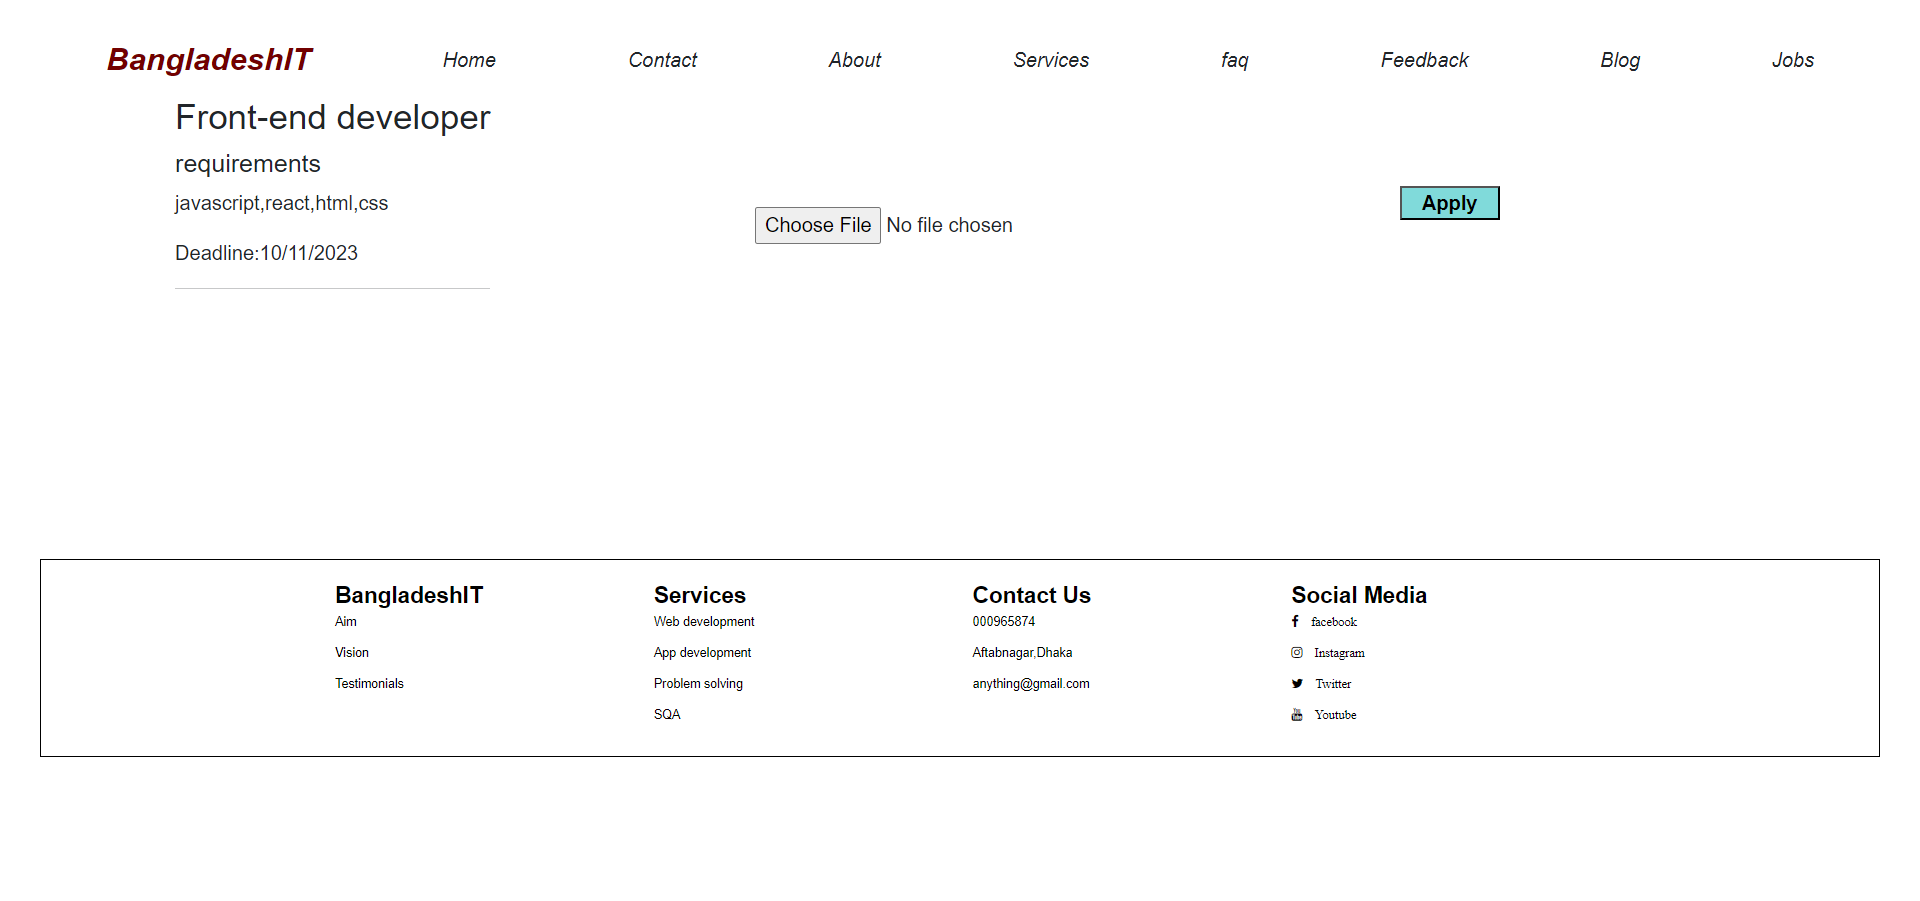 BangladeshIT Home Contact About Services faq Feedback Blog Jobs
Front-end developer
requirements
javascript,react,html,css
Deadline:10/11/2023
Choose File No file chosen
Apply
BangladeshIT
Aim
Vision
Testimonials
Services
Web development
App development
Problem solving
SQA
Contact Us
000965874
Aftabnagar,Dhaka
anything@gmail.com
Social Media
facebook
Instagram
Twitter
Youtube